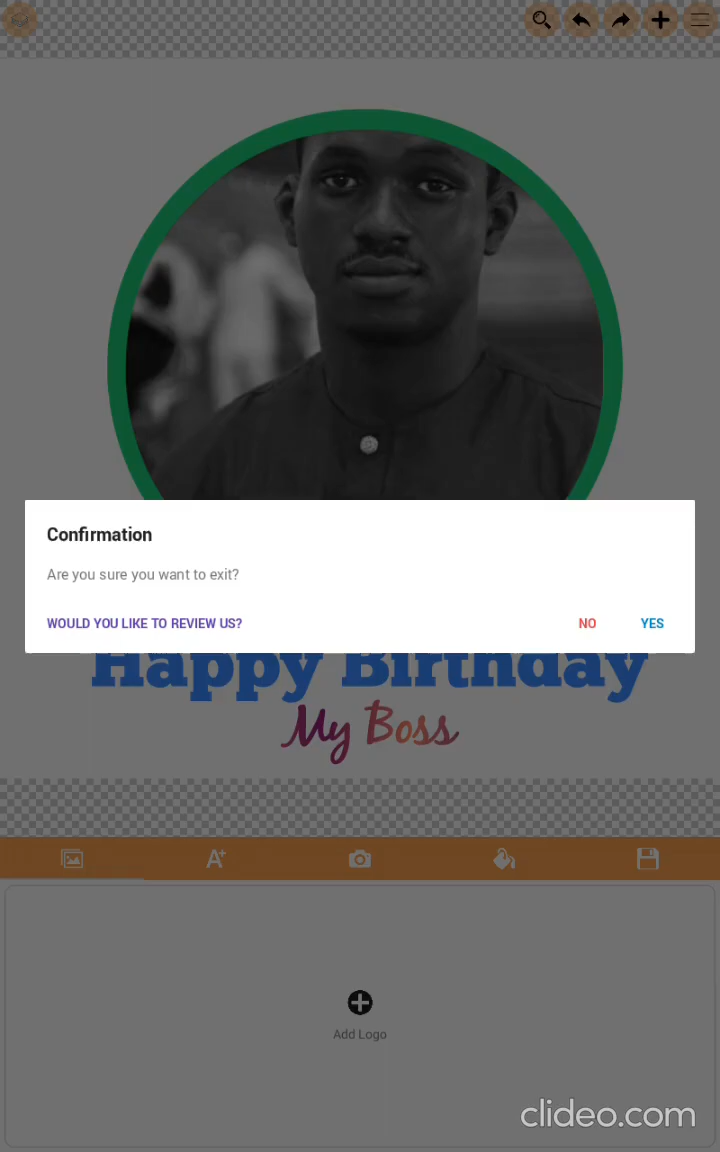 Confirmation
Are you sure you want to exit?
WOULD YOU LIKE TO REVIEW US?
NO
YES
Happy Birthday
My Boss
A+
Add Logo
clideo.com